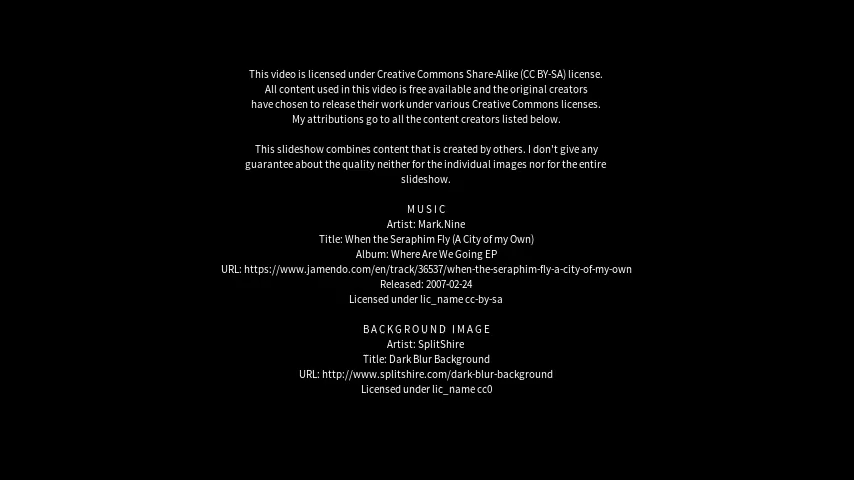 This video is licensed under Creative Commons Share-Alike (CC BY-SA) license.
All content used in this video is free available and the original creators
have chosen to release their work under various Creative Commons licenses.
My attributions go to all the content creators listed below.
This slideshow combines content that is created by others. I don't give any
guarantee about the quality neither for the individual images nor for the entire
slideshow.
MUSIC
Artist: Mark.Nine
Title: When the Seraphim Fly (A City of my Own)
Album: Where Are We Going EP
URL: https://www.jamendo.com/en/track/36537/when-the-seraphim-fly-a-city-of-my-own
Released: 2007-02-24
Licensed under lic_name cc-by-sa
BACKGROUND IMAGE
Artist: SplitShire
Title: Dark Blur Background
URL: http://www.splitshire.com/dark-blur-background
Licensed under lic_name cc0